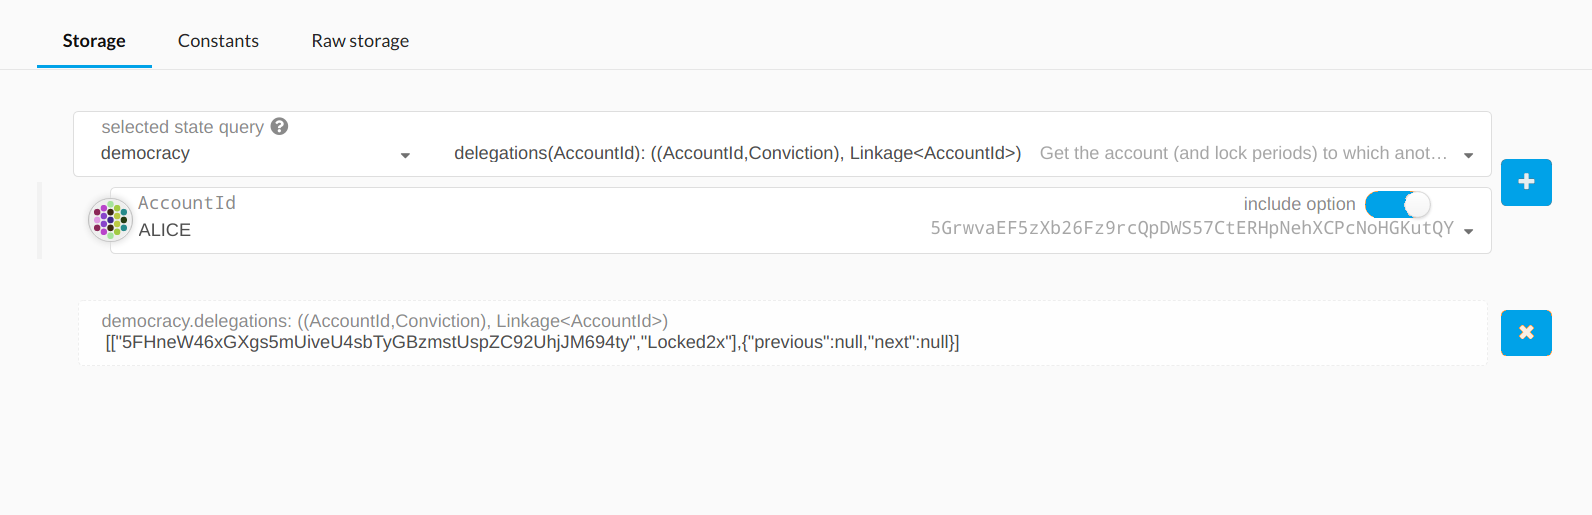 Storage Constants Raw storage
selected state query ?
democracy delegations(AccountId): ((AccountId,Conviction), Linkage<AccountId>) Get the account (and lock periods) to which anot…
AccountId include option
ALICE 5GrwvaEF5zXb26Fz9rcQpDWS57CtERHpNehXCPcNoHGKutQY
democracy.delegations: ((AccountId,Conviction), Linkage<AccountId>)
[["5FHneW46xGXgs5mUiveU4sbTyGBzmstUspZC92UhjJM694ty","Locked2x"],{"previous":null,"next":null}]